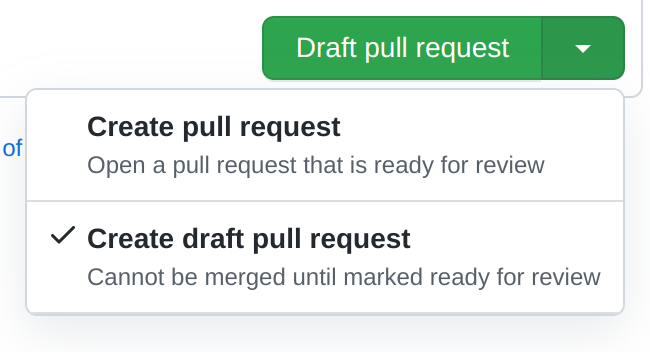 Draft pull request
Create pull request
Open a pull request that is ready for review
of
Create draft pull request
Cannot be merged until marked ready for review